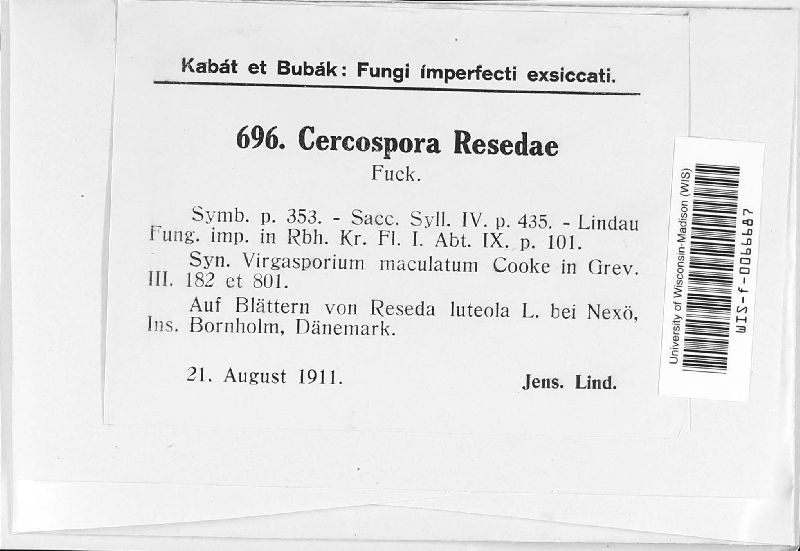 Kabát et Bubák: Fungi imperfecti exsiccati.
696. Cercospora Resedae
Fuck.
Symb. p. 353. - Sacc. Syll. IV. p. 435. - Lindau
Fung. imp. in Rbh. Kr. Fl. I. Abt. IX. p. 101.
Syn. Virgasporium maculatum Cooke in Grev.
III. 182 et 801.
Auf Blättern von Reseda luteola L. bei Nexö,
Ins. Bornholm, Dänemark.
21. August 1911.
Jens. Lind.
University of Wisconsin-Madison (WIS)
WIS-f-0066687